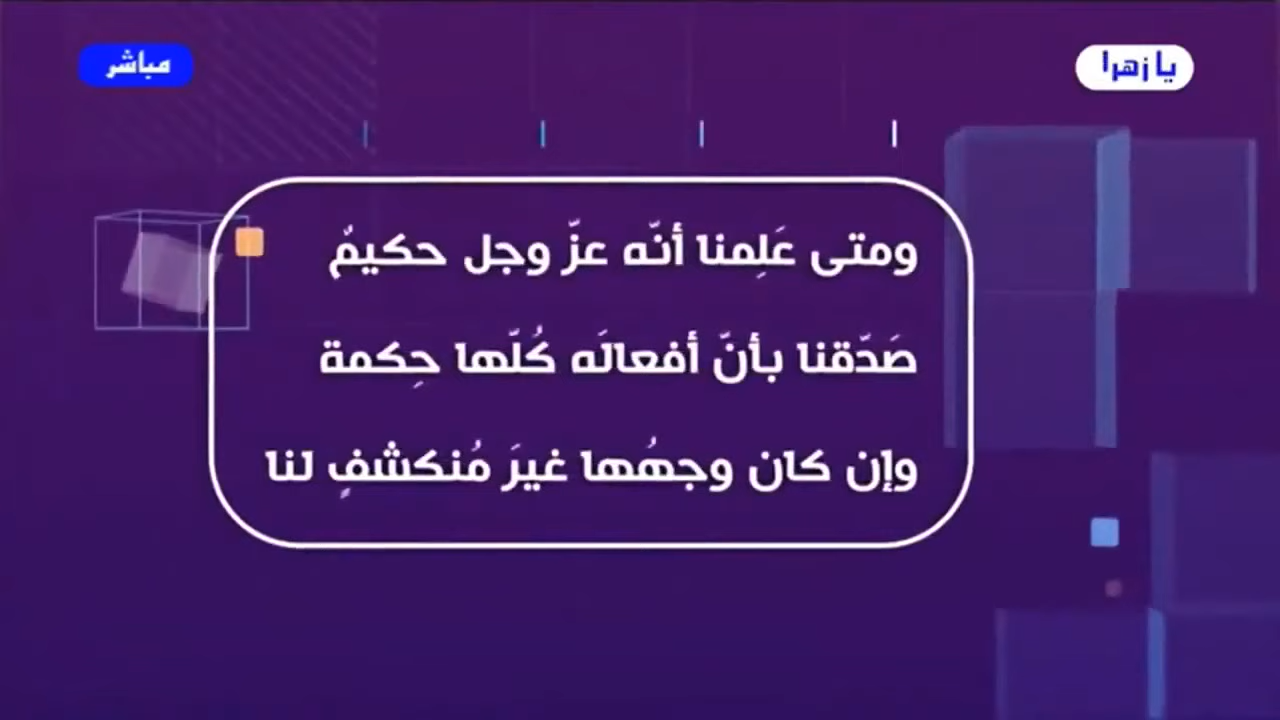 يا زهرا
مباشر
ومتى عَلِمنا أنّه عزّ وجل حكيمٌ
صَدّقنا بأنّ أفعالَه كُلّها حِكمة
وإن كان وجهُها غيرَ مُنكشفٍ لنا